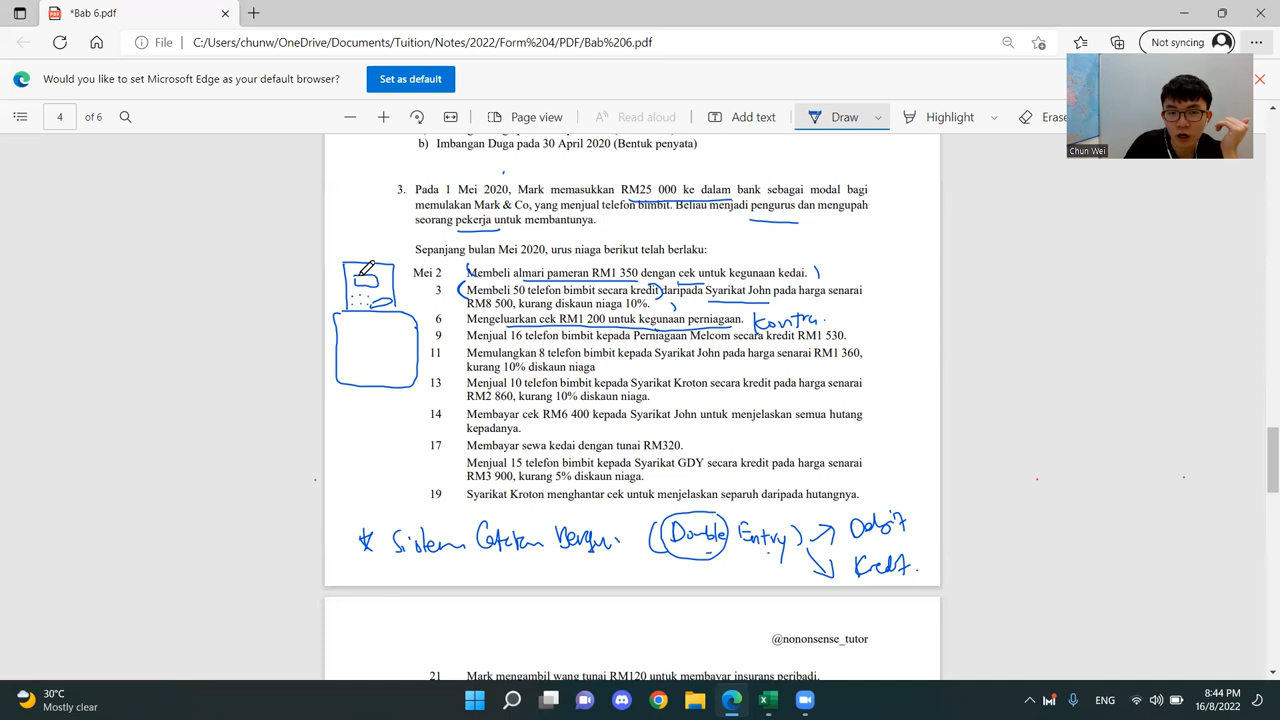 *Bab 6.pdf
File
C:/Users/chunw/OneDrive/Documents/Tuition/Notes/2022/Form%204/PDF/Bab%206.pdf
Not syncing
Would you like to set Microsoft Edge as your default browser?
Set as default
4 of 6
Page view
Read aloud
Add text
Draw
Highlight
Erase
Chun Wei
b) Imbangan Duga pada 30 April 2020 (Bentuk penyata)
3. Pada 1 Mei 2020, Mark memasukkan RM25 000 ke dalam bank sebagai modal bagi
memulakan Mark & Co, yang menjual telefon bimbit. Beliau menjadi pengurus dan mengupah
seorang pekerja untuk membantunya.
Sepanjang bulan Mei 2020, urus niaga berikut telah berlaku:
Mei 2 Membeli almari pameran RM1 350 dengan cek untuk kegunaan kedai.
3 Membeli 50 telefon bimbit secara kredit daripada Syarikat John pada harga senarai
RM8 500, kurang diskaun niaga 10%.
6 Mengeluarkan cek RM1 200 untuk kegunaan perniagaan. Kontra.
9 Menjual 16 telefon bimbit kepada Perniagaan Melcom secara kredit RM1 530.
11 Memulangkan 8 telefon bimbit kepada Syarikat John pada harga senarai RM1 360,
kurang 10% diskaun niaga
13 Menjual 10 telefon bimbit kepada Syarikat Kroton secara kredit pada harga senarai
RM2 860, kurang 10% diskaun niaga.
14 Membayar cek RM6 400 kepada Syarikat John untuk menjelaskan semua hutang
kepadanya.
17 Membayar sewa kedai dengan tunai RM320.
Menjual 15 telefon bimbit kepada Syarikat GDY secara kredit pada harga senarai
RM3 900, kurang 5% diskaun niaga.
19 Syarikat Kroton menghantar cek untuk menjelaskan separuh daripada hutangnya.
* Sistem Catatan (Double Entry) Debit
Kredit.
@nononsense_tutor
21 Mark mengambil wang tunai RM120 untuk membayar insurans peribadi.
30°C
Mostly clear
ENG
8:44 PM
16/8/2022